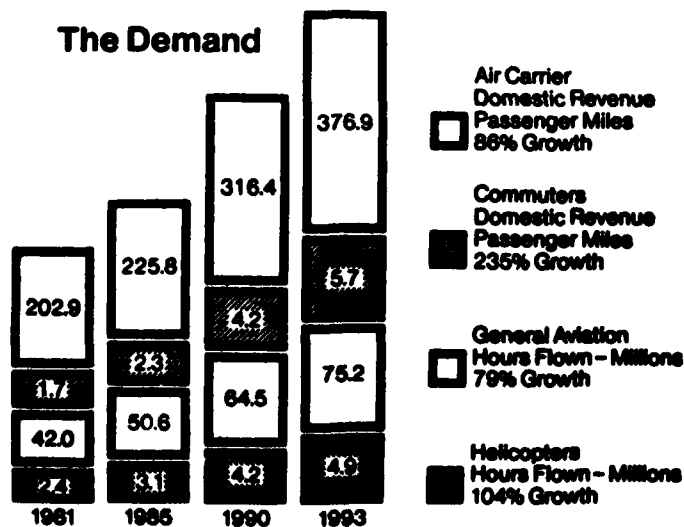 The Demand
376.9
316.4
225.8
202.9
5.7
4.2
2.3
1.7
75.2
64.5
50.6
42.0
4.9
4.2
3.1
2.4
1981 1985 1990 1993
Air Carrier
Domestic Revenue
Passenger Miles
86% Growth
Commuters
Domestic Revenue
Passenger Miles
235% Growth
General Aviation
Hours Flown – Millions
79% Growth
Helicopters
Hours Flown – Millions
104% Growth